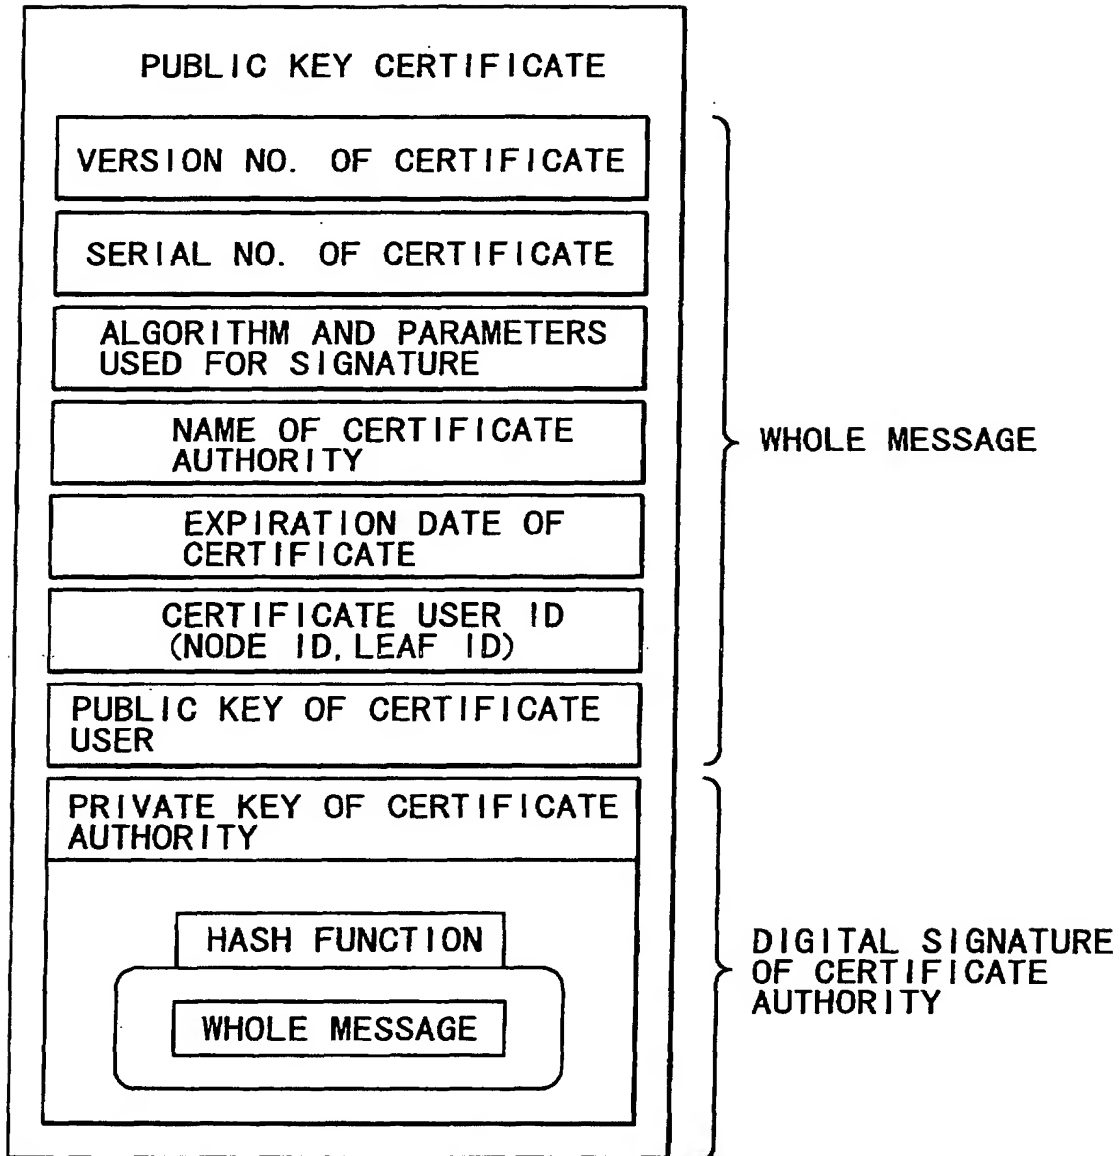 PUBLIC KEY CERTIFICATE
VERSION NO. OF CERTIFICATE
SERIAL NO. OF CERTIFICATE
ALGORITHM AND PARAMETERS
USED FOR SIGNATURE
NAME OF CERTIFICATE
AUTHORITY
EXPIRATION DATE OF
CERTIFICATE
CERTIFICATE USER ID
(NODE ID, LEAF ID)
PUBLIC KEY OF CERTIFICATE
USER
WHOLE MESSAGE
PRIVATE KEY OF CERTIFICATE
AUTHORITY
HASH FUNCTION
WHOLE MESSAGE
DIGITAL SIGNATURE
OF CERTIFICATE
AUTHORITY